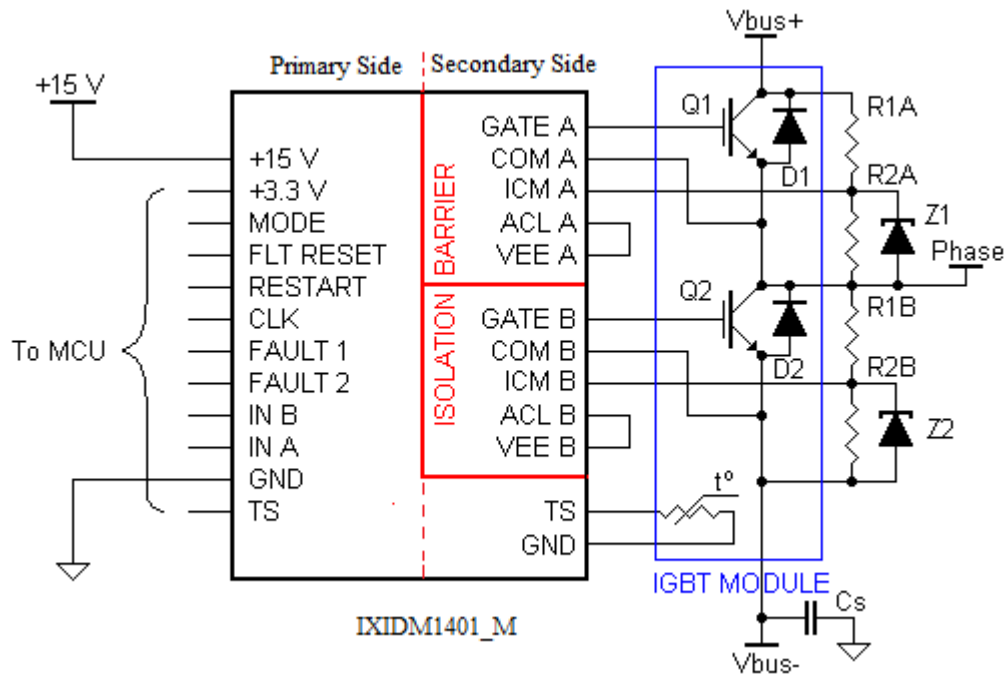 Vbus+
Primary Side
Secondary Side
+15 V
Q1
R1A
GATE A
COM A
+15 V
D1
R2A
+3.3 V
ICM A
MODE
ACL A
Z1
FLT RESET
VEE A
Phase
ISOLATION BARRIER
RESTART
Q2
R1B
CLK
GATE B
To MCU
FAULT 1
COM B
D2
R2B
FAULT 2
ICM B
IN B
ACL B
Z2
IN A
VEE B
GND
tº
TS
TS
GND
IGBT MODULE
Cs
IXIDM1401_M
Vbus-